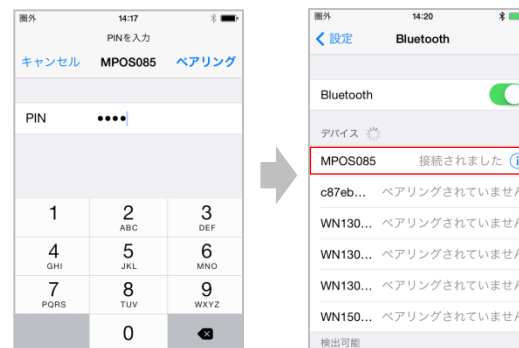 圏外 14:17
PINを入力
キャンセル MPOS085 ペアリング
PIN ••••
1 2 3
ABC DEF
4 5 6
GHI JKL MNO
7 8 9
PQRS TUV WXYZ
0
圏外 14:20
設定 Bluetooth
Bluetooth
デバイス
MPOS085 接続されました
c87eb... ペアリングされていません
WN130... ペアリングされていません
WN130... ペアリングされていません
WN130... ペアリングされていません
WN150... ペアリングされていません
検出可能